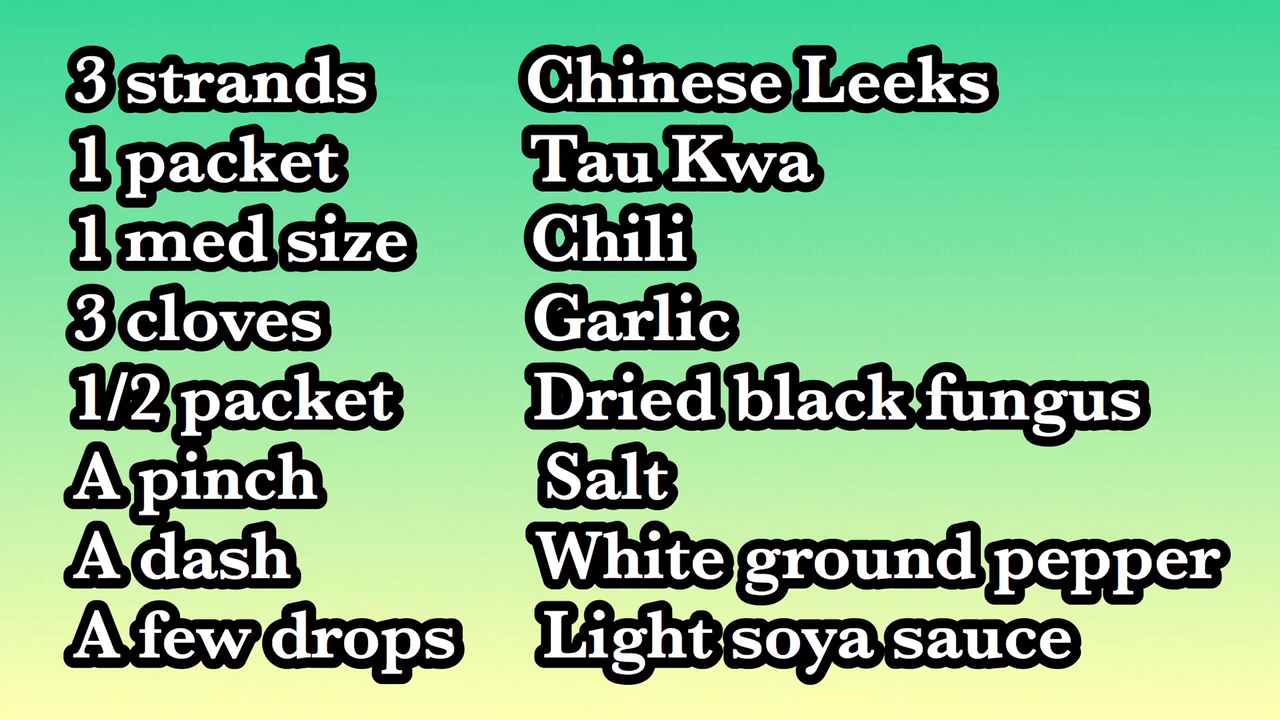 3 strands Chinese Leeks
1 packet Tau Kwa
1 med size Chili
3 cloves Garlic
1/2 packet Dried black fungus
A pinch Salt
A dash White ground pepper
A few drops Light soya sauce